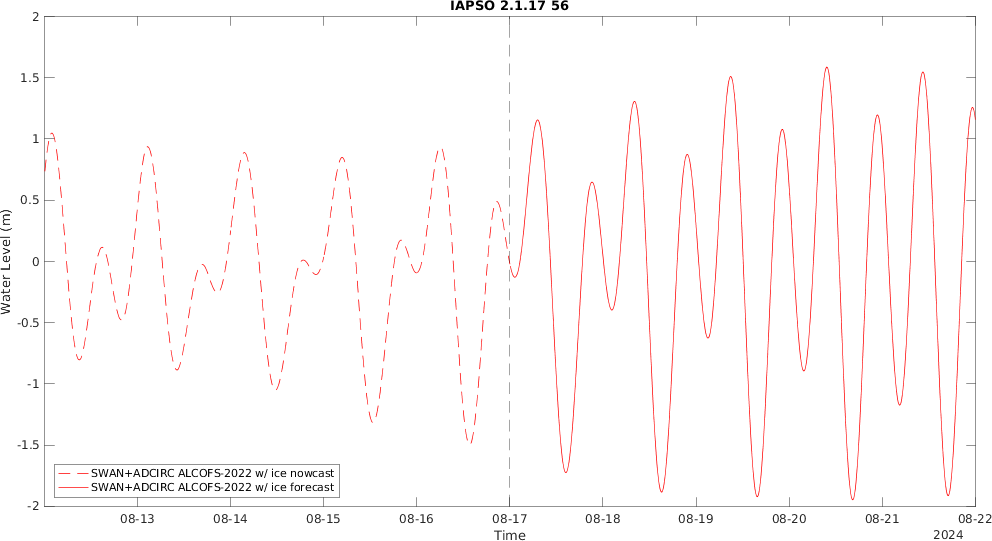 IAPSO 2.1.17 56
2
1.5
1
0.5
0
-0.5
-1
-1.5
-2
Water Level (m)
SWAN+ADCIRC ALCOFS-2022 w/ ice nowcast
SWAN+ADCIRC ALCOFS-2022 w/ ice forecast
08-13 08-14 08-15 08-16 08-17 08-18 08-19 08-20 08-21 08-22
Time
2024